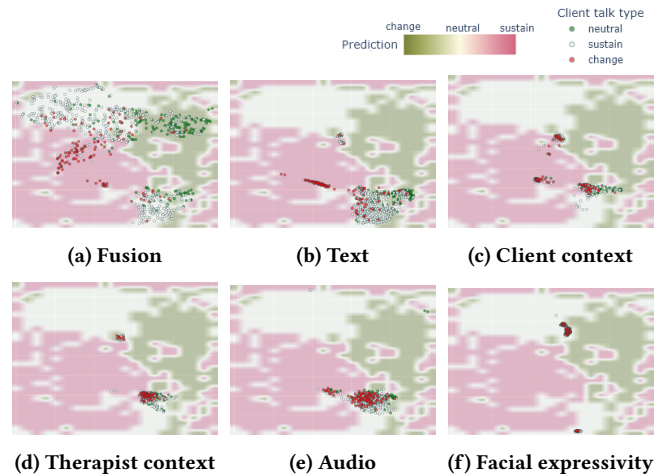 Client talk type
change neutral sustain
neutral
Prediction
sustain
change
(a) Fusion
(b) Text
(c) Client context
(d) Therapist context
(e) Audio
(f) Facial expressivity